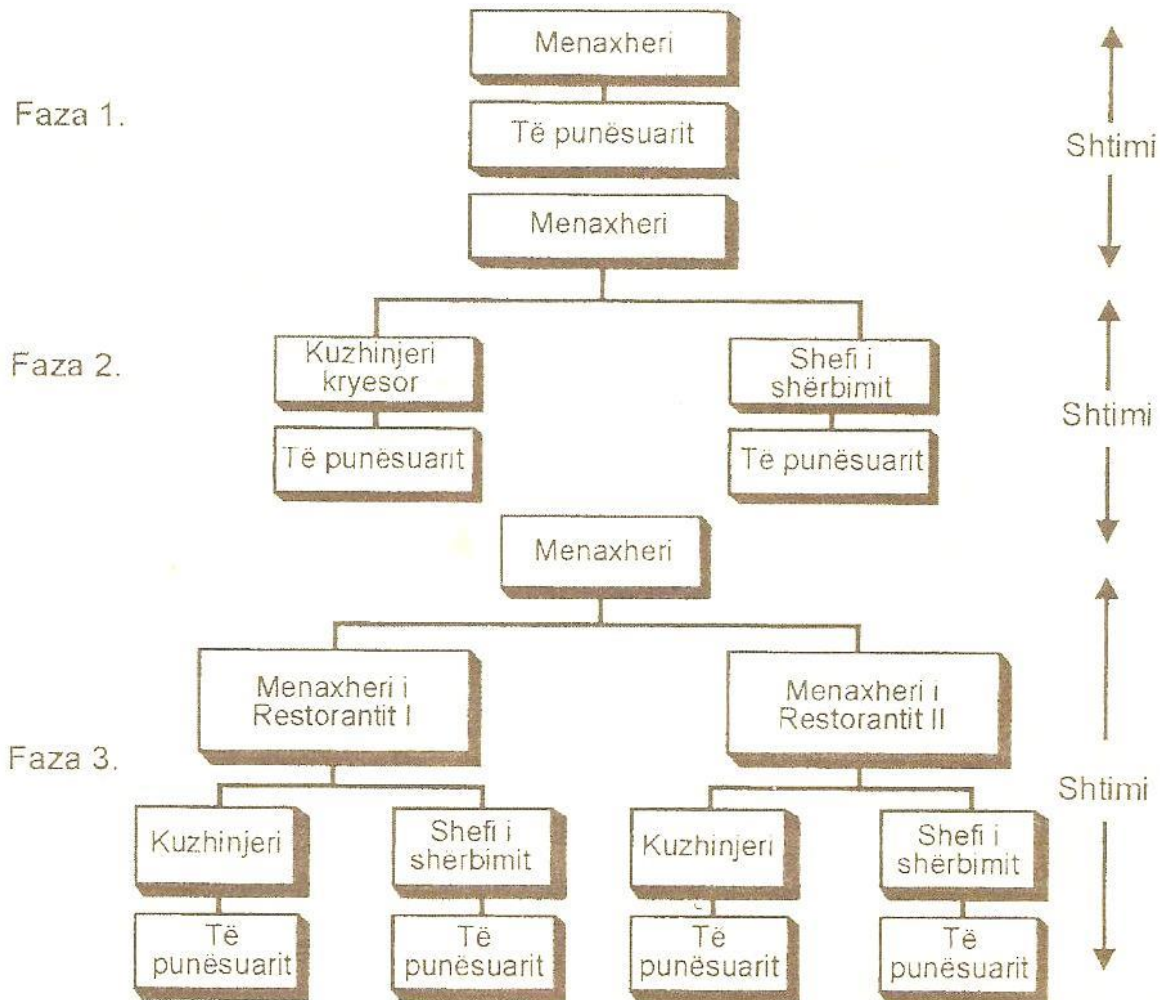 Menaxheri
Faza 1.
Të punësuarit
Shtimi
Menaxheri
Faza 2.
Kuzhinjeri
kryesor
Shefi i
shërbimit
Shtimi
Të punësuarit
Të punësuarit
Menaxheri
Menaxheri i
Restorantit I
Menaxheri i
Restorantit II
Faza 3.
Shtimi
Kuzhinjeri
Shefi i
shërbimit
Kuzhinjeri
Shefi i
shërbimit
Të
punësuarit
Të
punësuarit
Të
punësuarit
Të
punësuarit